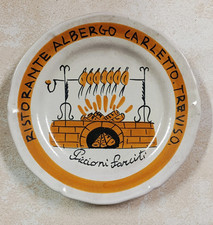 RISTORANTE ALBERGO CARLETTO·TREVISO
Piccioni Farciti